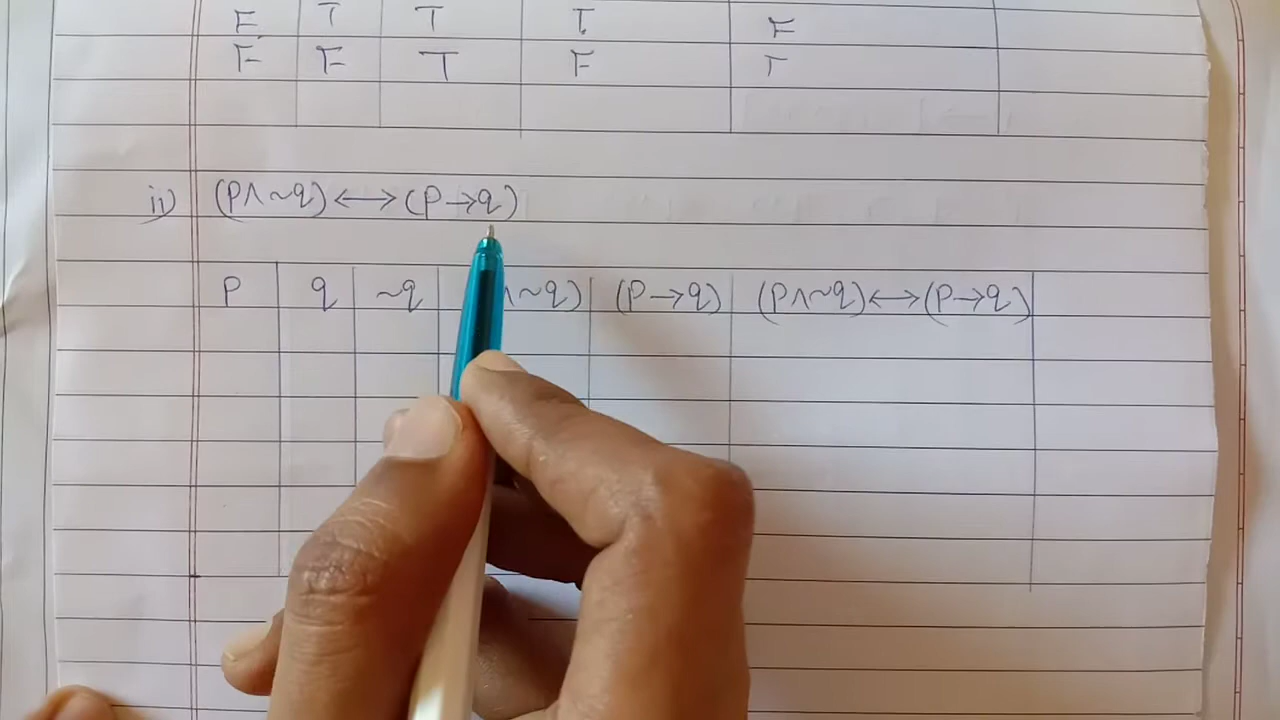 F T T T F
F F T F T
ii) (p∧~q)⟷(p→q)
p q ~q ∧~q) (p→q) (p∧~q)⟷(p→q)